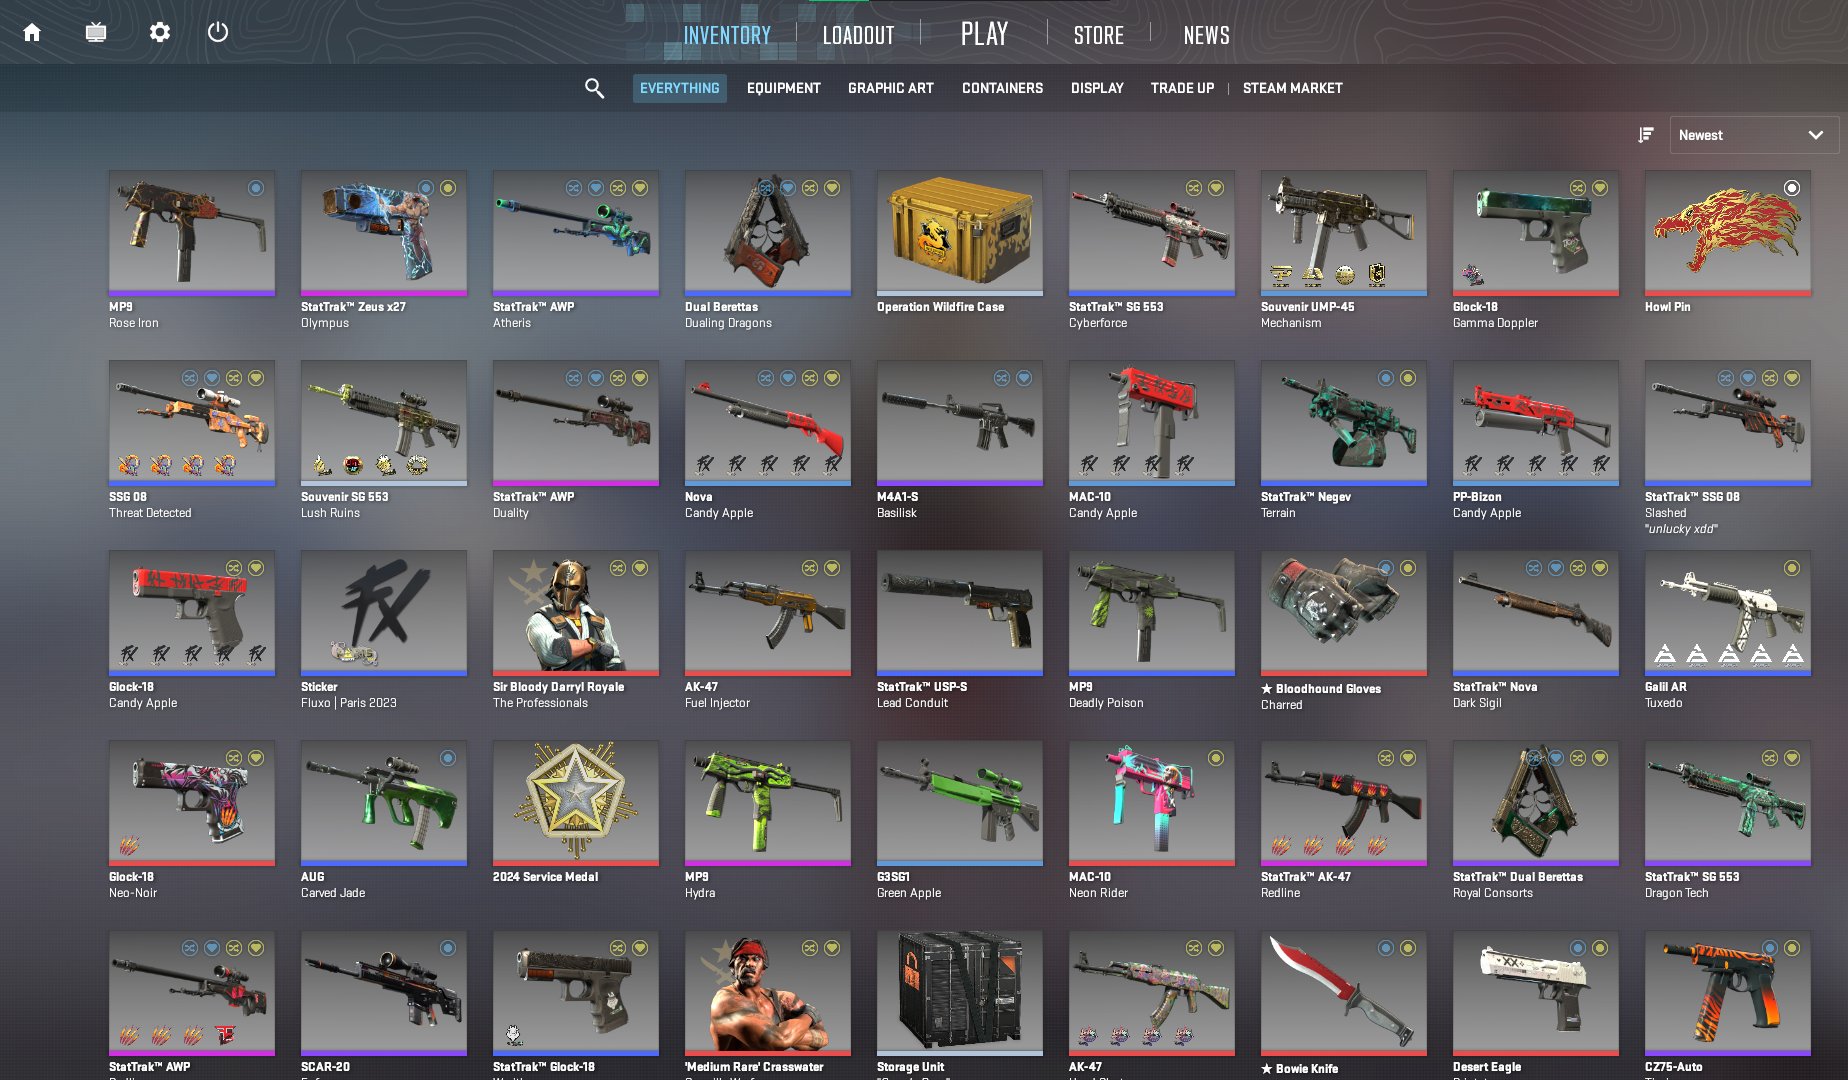 INVENTORY
LOADOUT
PLAY
STORE
NEWS
EVERYTHING
EQUIPMENT
GRAPHIC ART
CONTAINERS
DISPLAY
TRADE UP
STEAM MARKET
Newest
MP9
Rose Iron
StatTrak™ Zeus x27
Olympus
StatTrak™ AWP
Atheris
Dual Berettas
Dualing Dragons
Operation Wildfire Case
StatTrak™ SG 553
Cyberforce
Souvenir UMP-45
Mechanism
Glock-18
Gamma Doppler
Howl Pin
SSG 08
Threat Detected
Souvenir SG 553
Lush Ruins
StatTrak™ AWP
Duality
Nova
Candy Apple
M4A1-S
Basilisk
MAC-10
Candy Apple
StatTrak™ Negev
Terrain
PP-Bizon
Candy Apple
StatTrak™ SSG 08
Slashed
"unlucky xdd"
Glock-18
Candy Apple
Sticker
Fluxo | Paris 2023
Sir Bloody Darryl Royale
The Professionals
AK-47
Fuel Injector
StatTrak™ USP-S
Lead Conduit
MP9
Deadly Poison
★ Bloodhound Gloves
Charred
StatTrak™ Nova
Dark Sigil
Galil AR
Tuxedo
Glock-18
Neo-Noir
AUG
Carved Jade
2024 Service Medal
MP9
Hydra
G3SG1
Green Apple
MAC-10
Neon Rider
StatTrak™ AK-47
Redline
StatTrak™ Dual Berettas
Royal Consorts
StatTrak™ SG 553
Dragon Tech
StatTrak™ AWP
SCAR-20
StatTrak™ Glock-18
'Medium Rare' Crasswater
Storage Unit
AK-47
★ Bowie Knife
Desert Eagle
CZ75-Auto